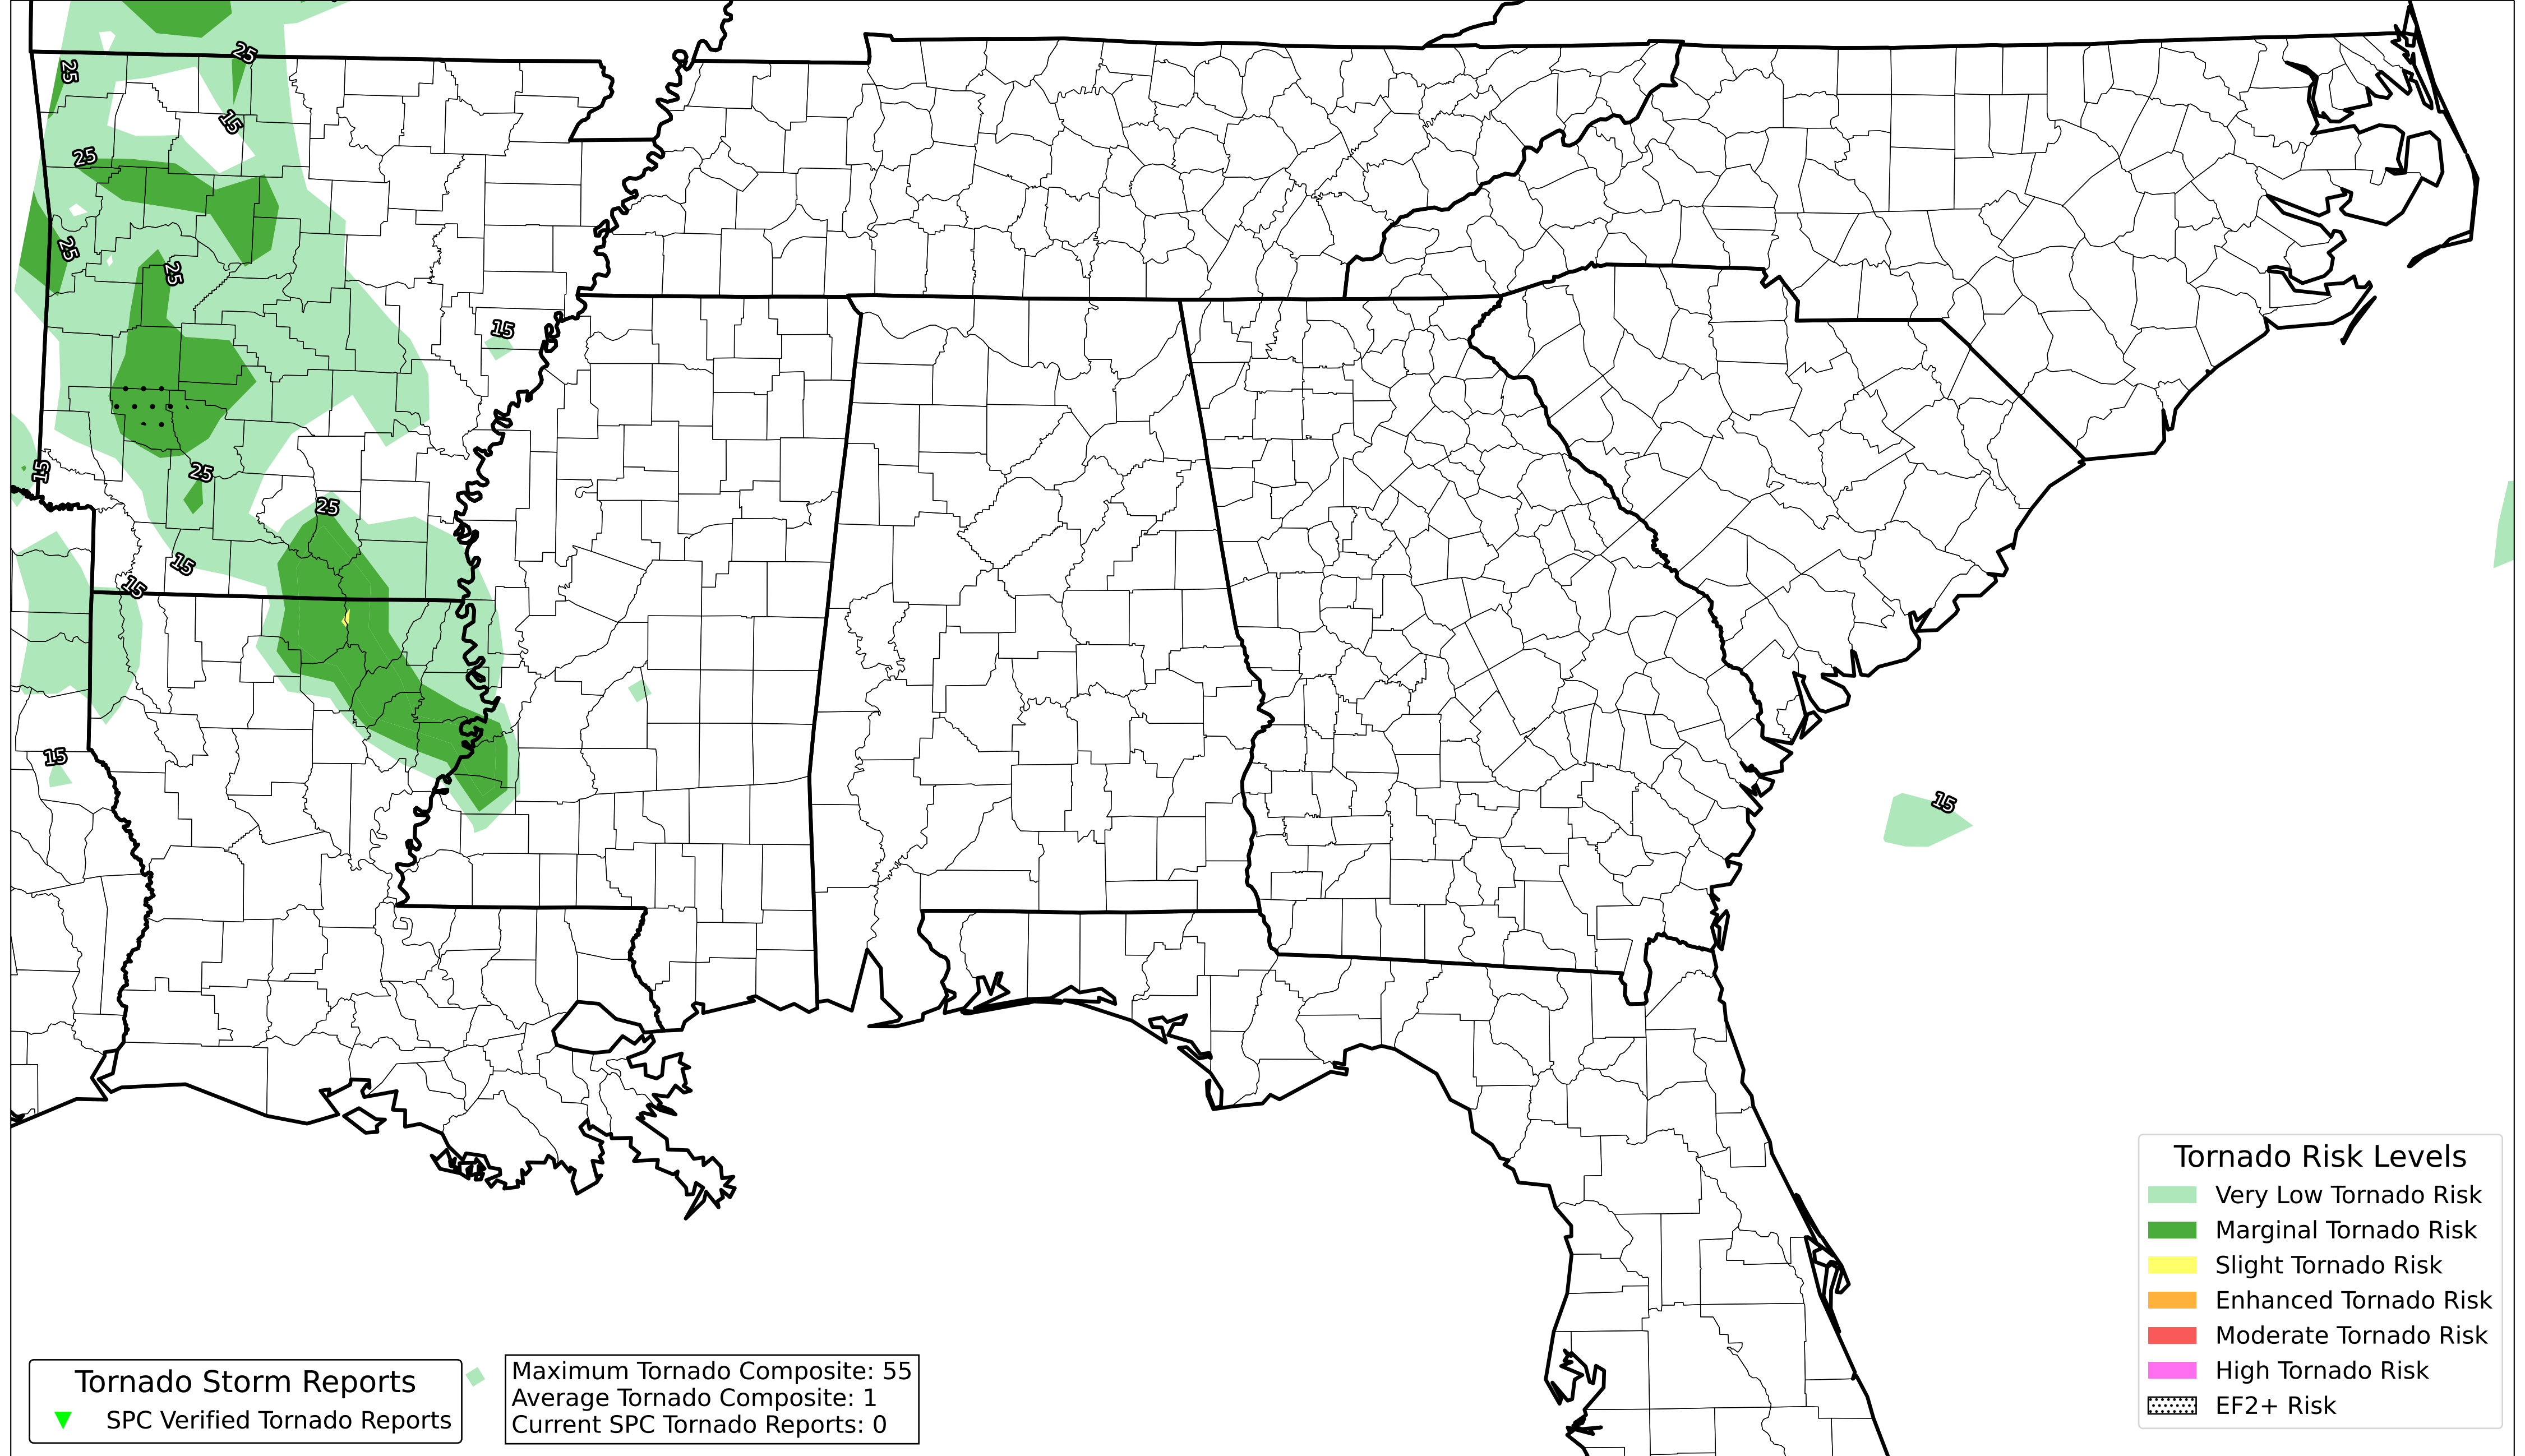 25
25
15
25
25
25
15
15
25
25
15
15
15
15
Tornado Risk Levels
Very Low Tornado Risk
Marginal Tornado Risk
Slight Tornado Risk
Enhanced Tornado Risk
Moderate Tornado Risk
High Tornado Risk
EF2+ Risk
Tornado Storm Reports
SPC Verified Tornado Reports
Maximum Tornado Composite: 55
Average Tornado Composite: 1
Current SPC Tornado Reports: 0